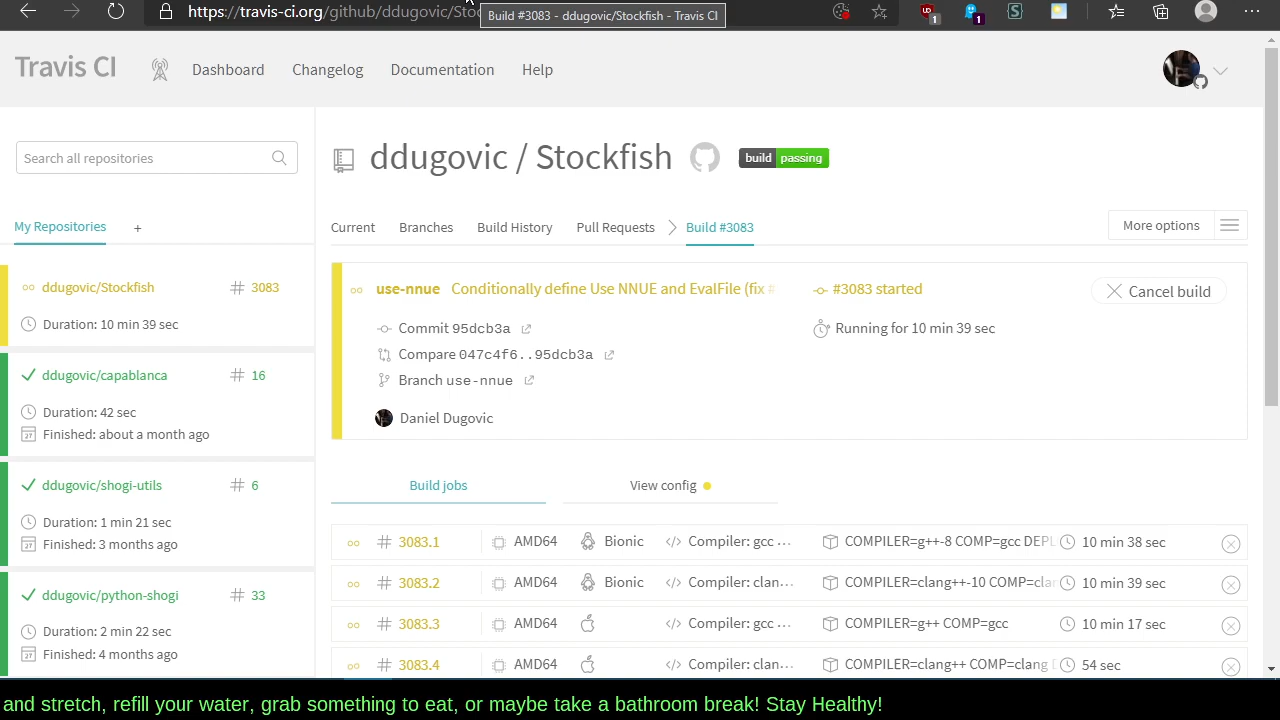 https://travis-ci.org/github/ddugovic/Stoc
Build #3083 - ddugovic/Stockfish - Travis CI
1
1
Travis CI
Dashboard
Changelog
Documentation
Help
Search all repositories
My Repositories +
ddugovic/Stockfish # 3083
Duration: 10 min 39 sec
ddugovic/capablanca # 16
Duration: 42 sec
27 Finished: about a month ago
ddugovic/shogi-utils # 6
Duration: 1 min 21 sec
27 Finished: 3 months ago
ddugovic/python-shogi # 33
Duration: 2 min 22 sec
27 Finished: 4 months ago
ddugovic / Stockfish
build passing
Current Branches Build History Pull Requests Build #3083
More options
use-nnue Conditionally define Use NNUE and EvalFile (fix #
Commit 95dcb3a
Compare 047c4f6..95dcb3a
Branch use-nnue
Daniel Dugovic
#3083 started
Running for 10 min 39 sec
Cancel build
Build jobs
View config
# 3083.1 AMD64 Bionic </> Compiler: gcc ... COMPILER=g++-8 COMP=gcc DEPL 10 min 38 sec
# 3083.2 AMD64 Bionic </> Compiler: clan... COMPILER=clang++-10 COMP=clan 10 min 39 sec
# 3083.3 AMD64 </> Compiler: gcc ... COMPILER=g++ COMP=gcc 10 min 17 sec
# 3083.4 AMD64 </> Compiler: clan... COMPILER=clang++ COMP=clang D 54 sec
and stretch, refill your water, grab something to eat, or maybe take a bathroom break! Stay Healthy!